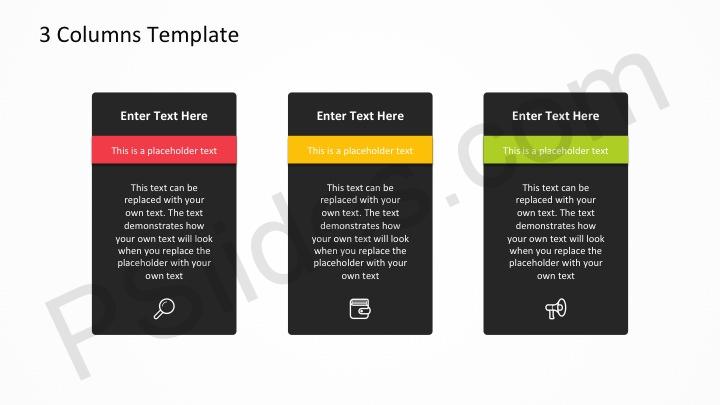 3 Columns Template
Enter Text Here
This is a placeholder text
This text can be
replaced with your
own text. The text
demonstrates how
your own text will look
when you replace the
placeholder with your
own text
Enter Text Here
This is a placeholder text
This text can be
replaced with your
own text. The text
demonstrates how
your own text will look
when you replace the
placeholder with your
own text
Enter Text Here
This is a placeholder text
This text can be
replaced with your
own text. The text
demonstrates how
your own text will look
when you replace the
placeholder with your
own text
PSlides.com